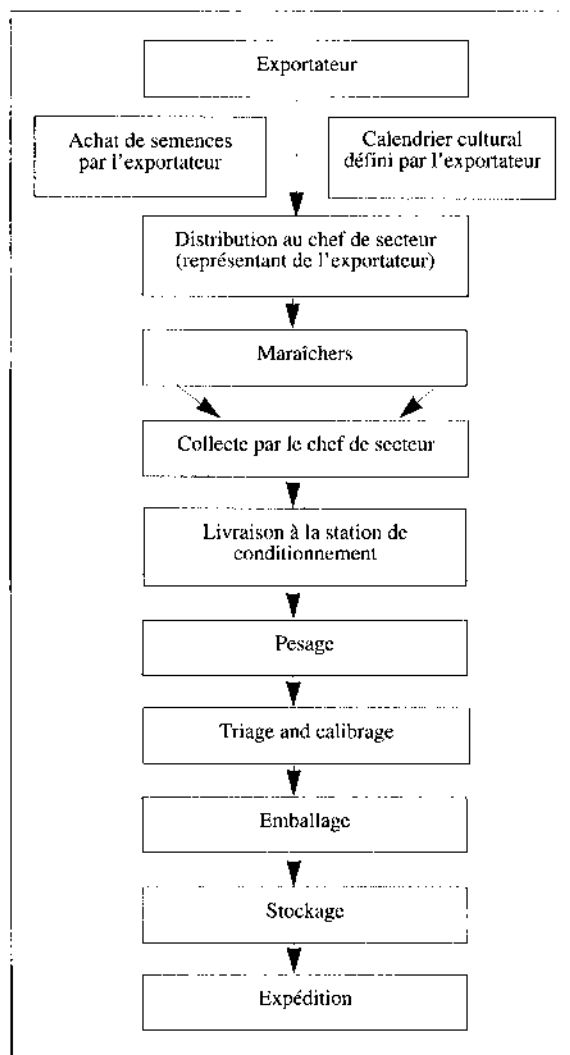 Exportateur
Achat de semences
par l'exportateur
Calendrier cultural
défini par l'exportateur
Distribution au chef de secteur
(représentant de l'exportateur)
Maraîchers
Collecte par le chef de secteur
Livraison à la station de
conditionnement
Pesage
Triage and calibrage
Emballage
Stockage
Expédition